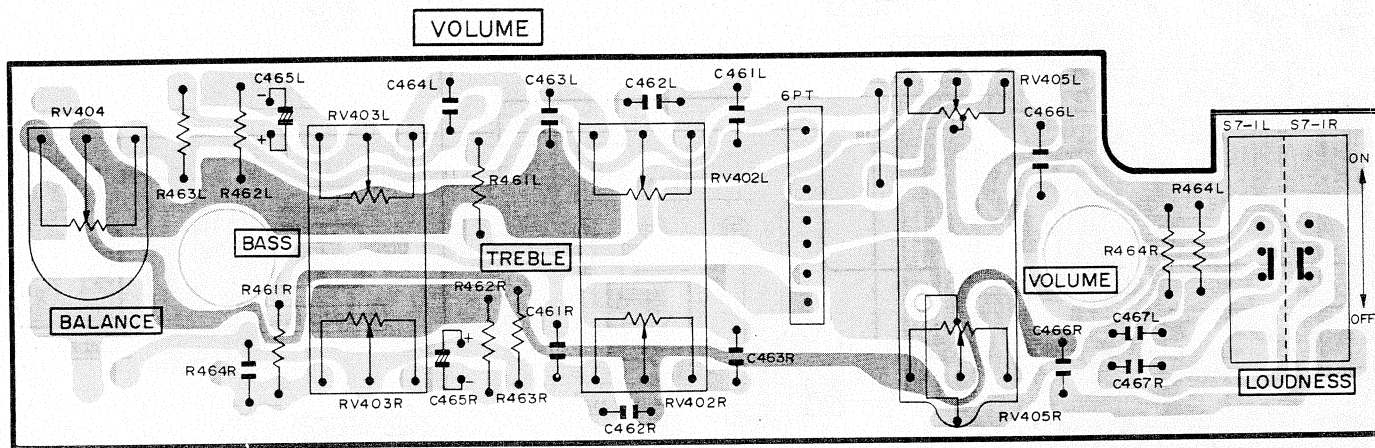 VOLUME
C465L
C464L
C463L
C462L
C461L
RV405L
6PT
RV404
RV403L
C466L
S7-1L S7-1R
ON
R463L
R462L
R461L
RV402L
R464L
BASS
TREBLE
R464R
VOLUME
R461R
R462R
C461R
BALANCE
C467L
OFF
C466R
R464R
RV403R
C465R
R463R
RV402R
C463R
C467R
LOUDNESS
C462R
RV405R